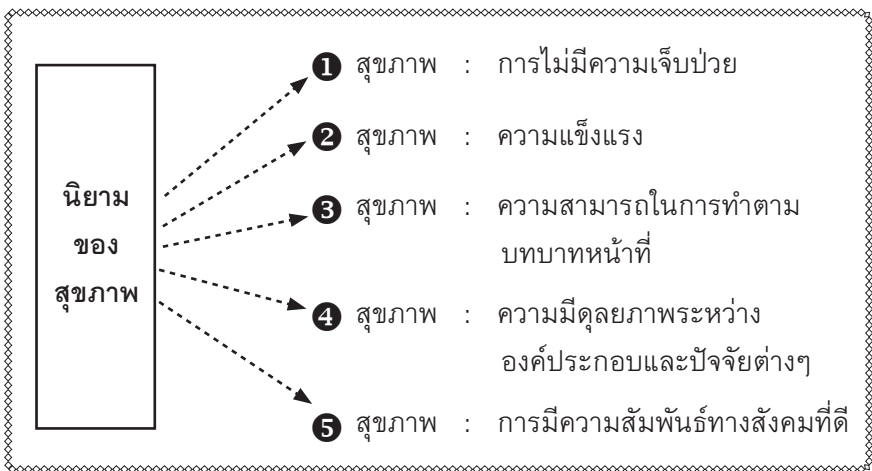 นิยาม
ของ
สุขภาพ
❶ สุขภาพ : การไม่มีความเจ็บป่วย
❷ สุขภาพ : ความแข็งแรง
❸ สุขภาพ : ความสามารถในการทำตาม
บทบาทหน้าที่
❹ สุขภาพ : ความมีดุลยภาพระหว่าง
องค์ประกอบและปัจจัยต่างๆ
❺ สุขภาพ : การมีความสัมพันธ์ทางสังคมที่ดี